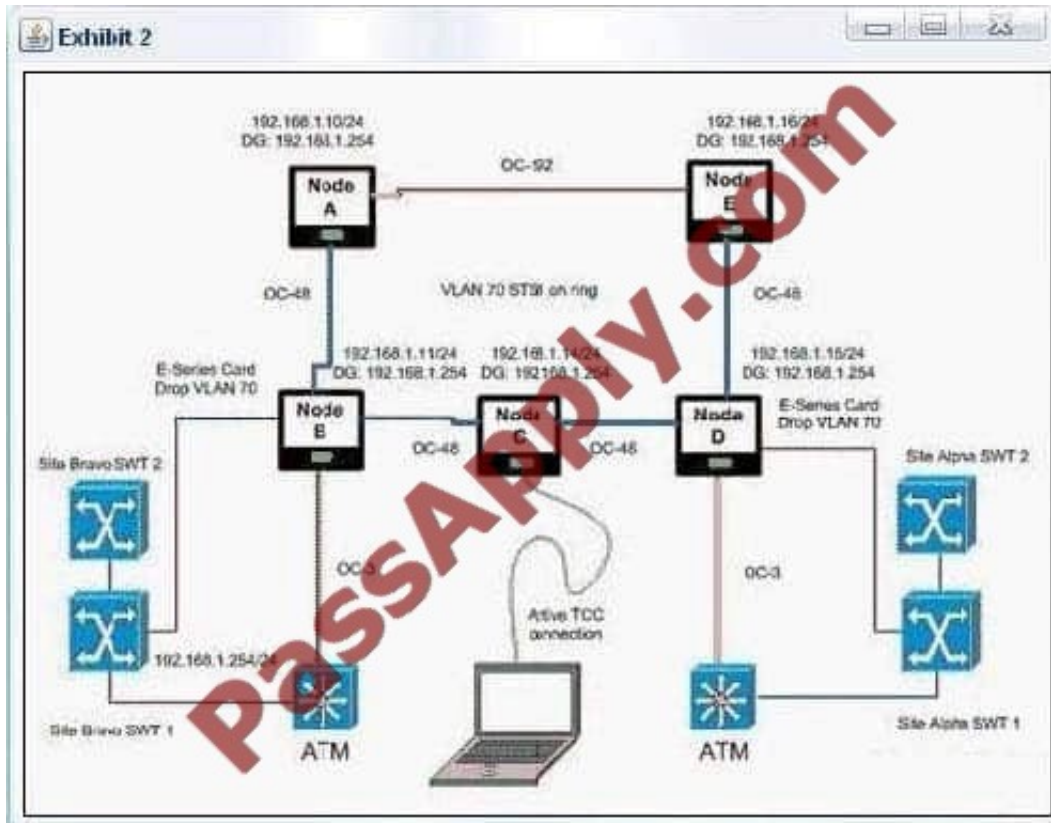 Exhibit 2
192.168.1.10/24
DG: 192.168.1.254
192.168.1.16/24
DG: 192.168.1.254
OC-192
Node
A
Node
E
OC-48
VLAN 70 STSt on ring
OC-48
192.168.1.11/24
DG: 192.168.1.254
192.168.1.14/24
DG: 192.168.1.254
192.168.1.15/24
DG: 192.168.1.254
E-Series Card
Drop VLAN 70
E-Series Card
Drop VLAN 70
Node
B
Node
C
Node
D
OC-48
OC-48
Site Bravo SWT 2
Site Alpha SWT 2
OC-3
OC-3
Active TCC
connection
192.168.1.254/24
Site Bravo SWT 1
Site Alpha SWT 1
ATM
ATM
PassApply.com